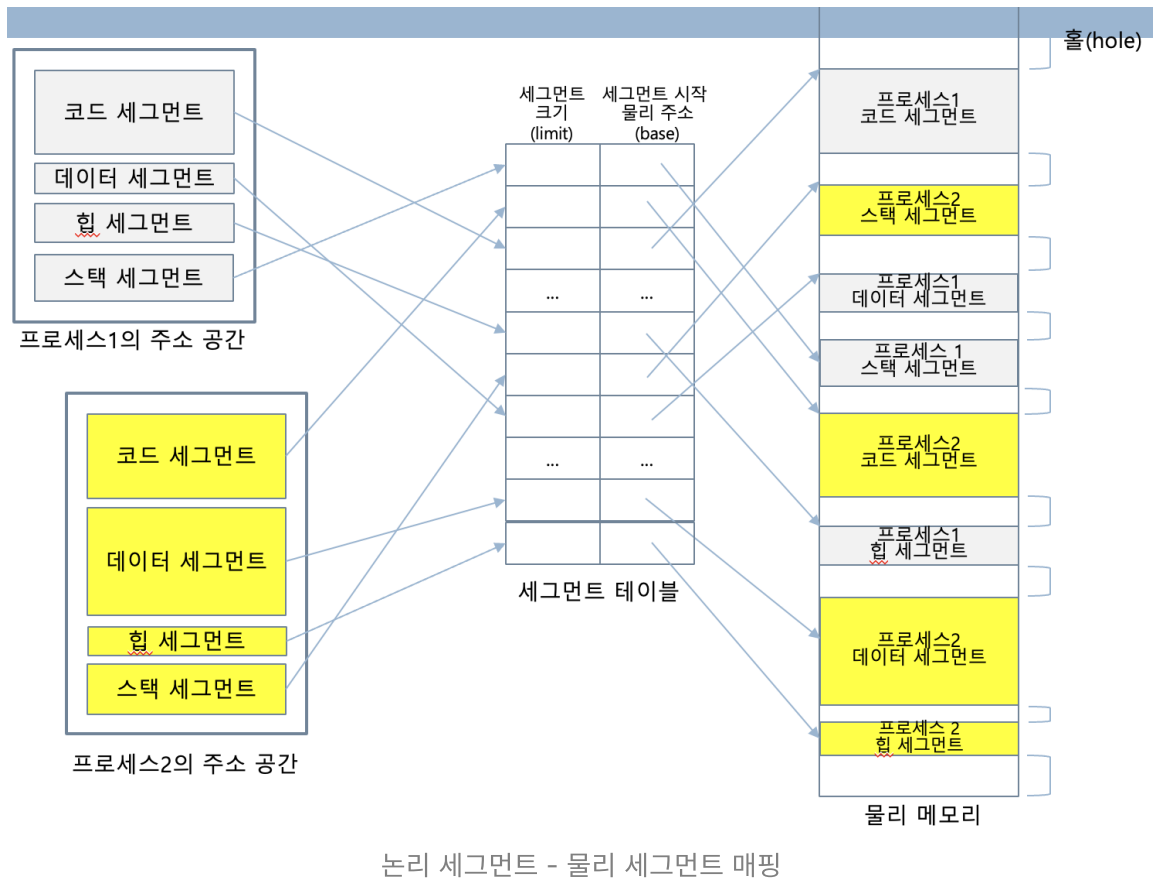 홀(hole)
코드 세그먼트
데이터 세그먼트
힙 세그먼트
스택 세그먼트
프로세스1의 주소 공간
코드 세그먼트
데이터 세그먼트
힙 세그먼트
스택 세그먼트
프로세스2의 주소 공간
세그먼트
크기
(limit)
세그먼트 시작
물리 주소
(base)
... ...
... ...
세그먼트 테이블
프로세스1
코드 세그먼트
프로세스2
스택 세그먼트
프로세스1
데이터 세그먼트
프로세스 1
스택 세그먼트
프로세스2
코드 세그먼트
프로세스1
힙 세그먼트
프로세스2
데이터 세그먼트
프로세스 2
힙 세그먼트
물리 메모리
논리 세그먼트 - 물리 세그먼트 매핑